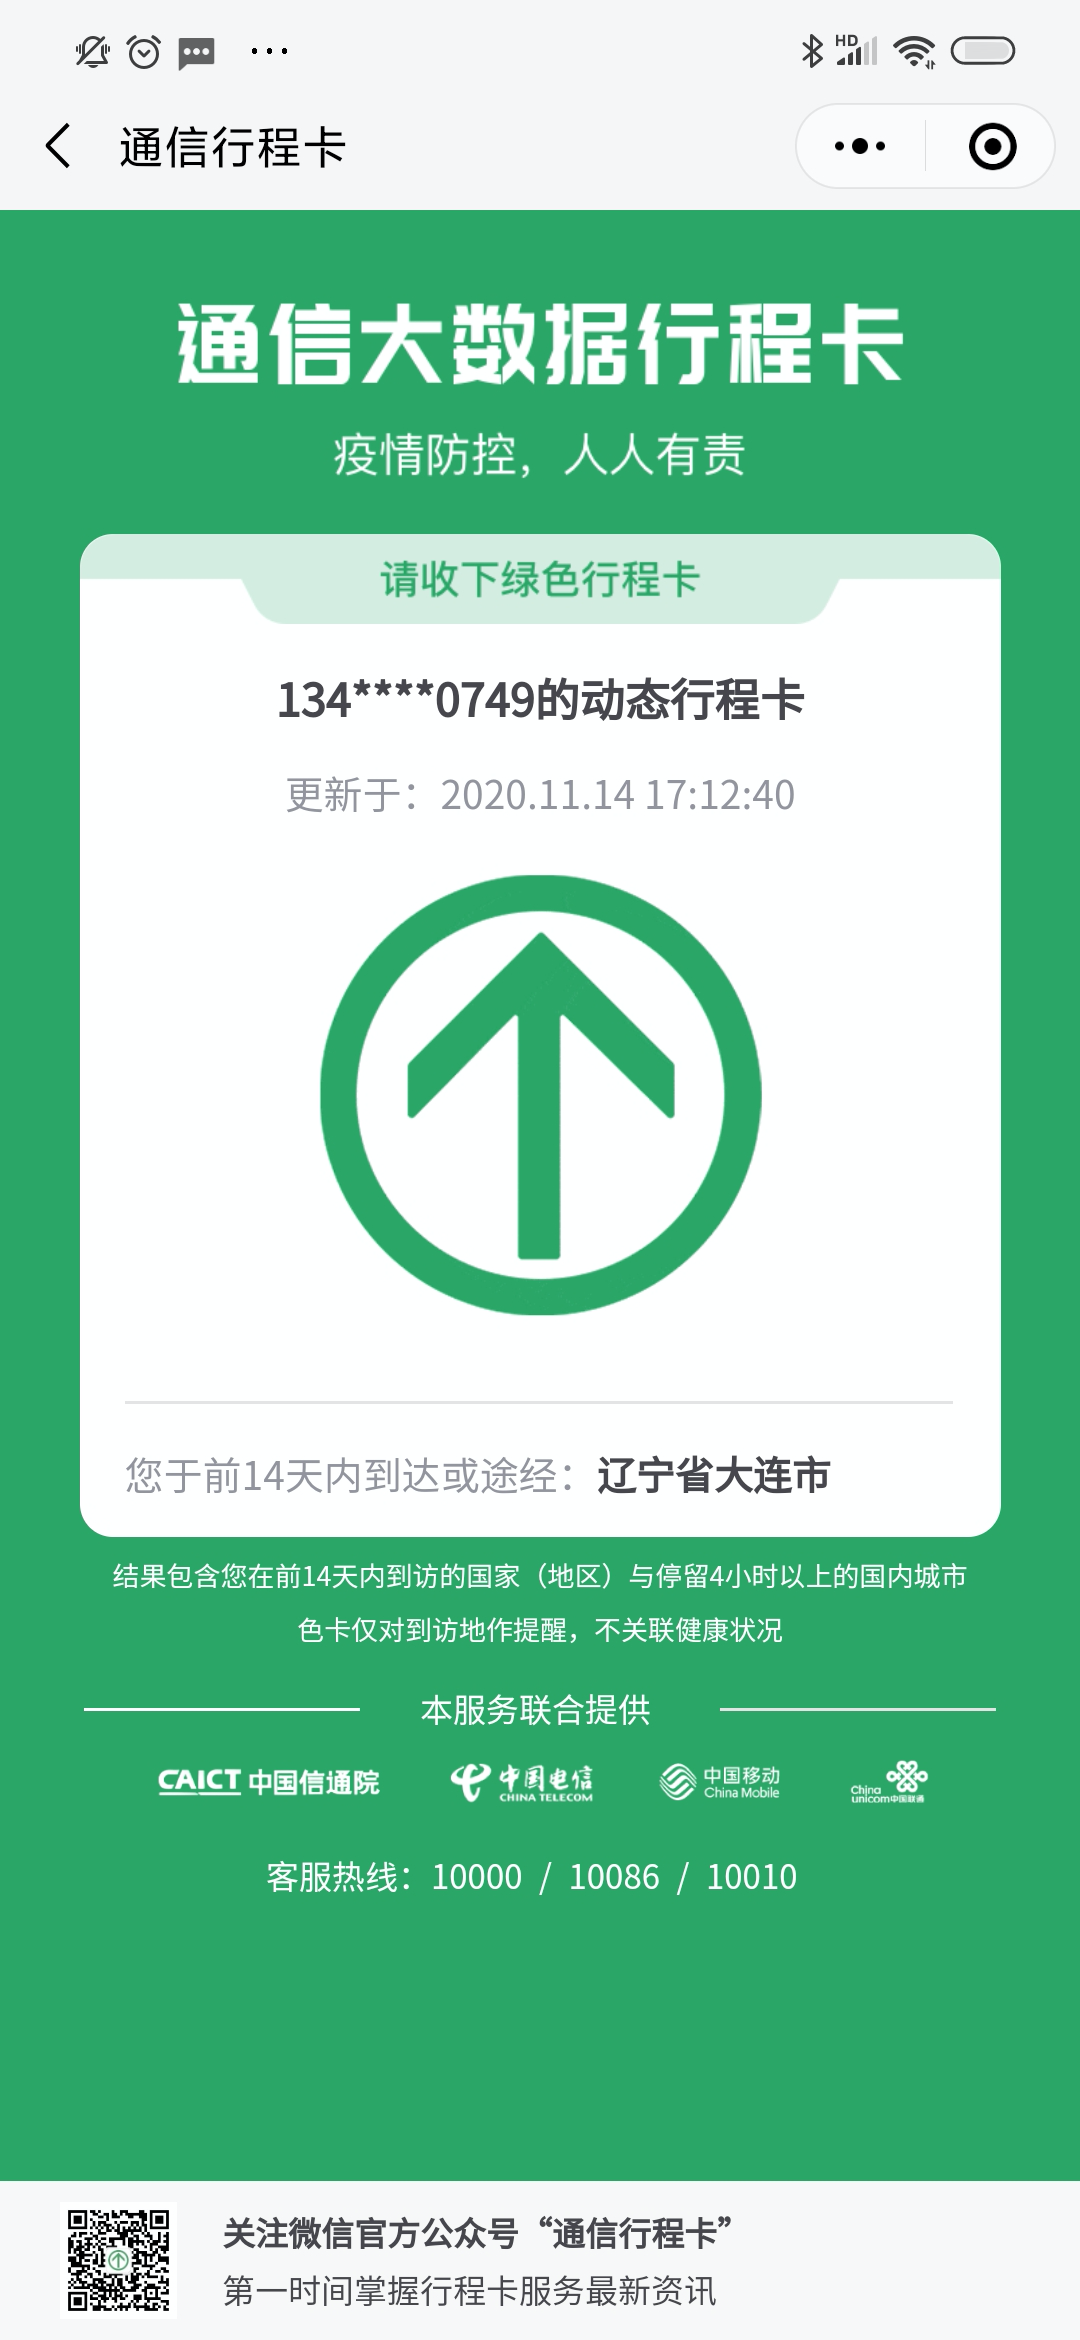 HD
通信行程卡
通信大数据行程卡
疫情防控，人人有责
请收下绿色行程卡
134****0749的动态行程卡
更新于：2020.11.14 17:12:40
您于前14天内到达或途经：辽宁省大连市
结果包含您在前14天内到访的国家（地区）与停留4小时以上的国内城市
色卡仅对到访地作提醒，不关联健康状况
本服务联合提供
CAICT 中国信通院 中国电信 CHINA TELECOM 中国移动 China Mobile China unicom中国联通
客服热线：10000 / 10086 / 10010
关注微信官方公众号“通信行程卡”
第一时间掌握行程卡服务最新资讯